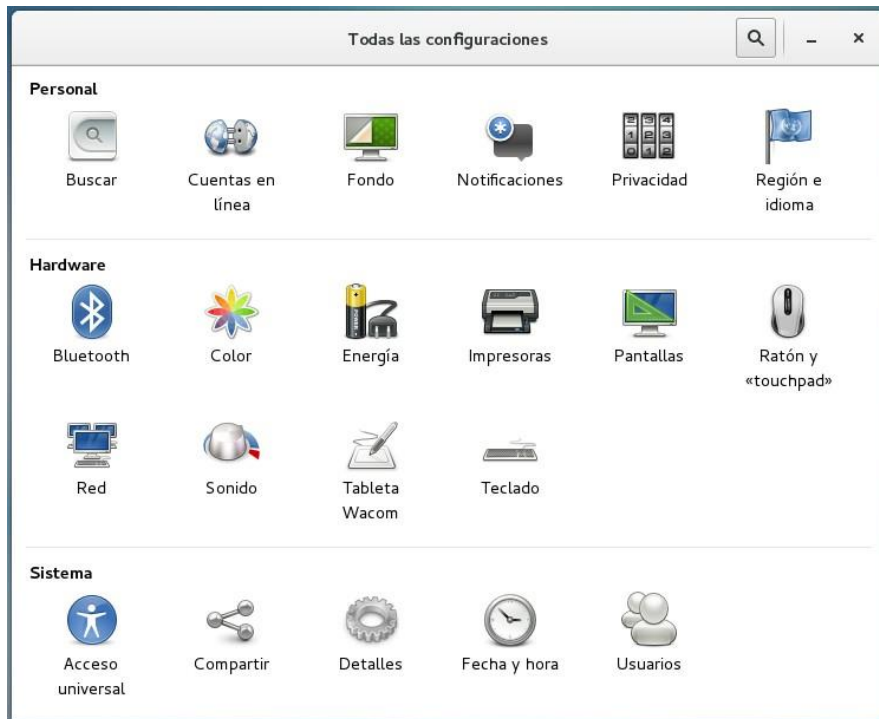 Todas las configuraciones
Personal
Buscar
Cuentas en
línea
Fondo
Notificaciones
Privacidad
Región e
idioma
Hardware
Bluetooth
Color
Energía
Impresoras
Pantallas
Ratón y
«touchpad»
Red
Sonido
Tableta
Wacom
Teclado
Sistema
Acceso
universal
Compartir
Detalles
Fecha y hora
Usuarios